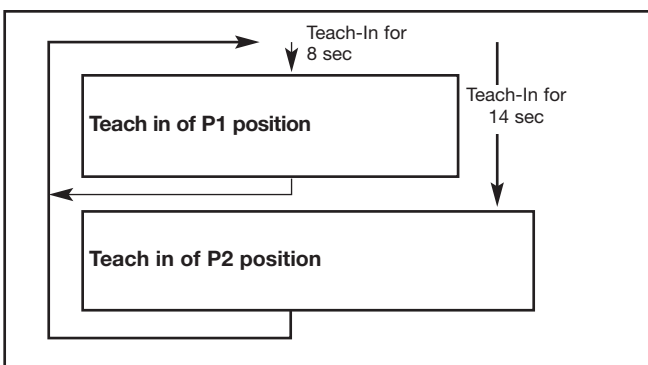 Teach-In for
8 sec
Teach in of P1 position
Teach-In for
14 sec
Teach in of P2 position